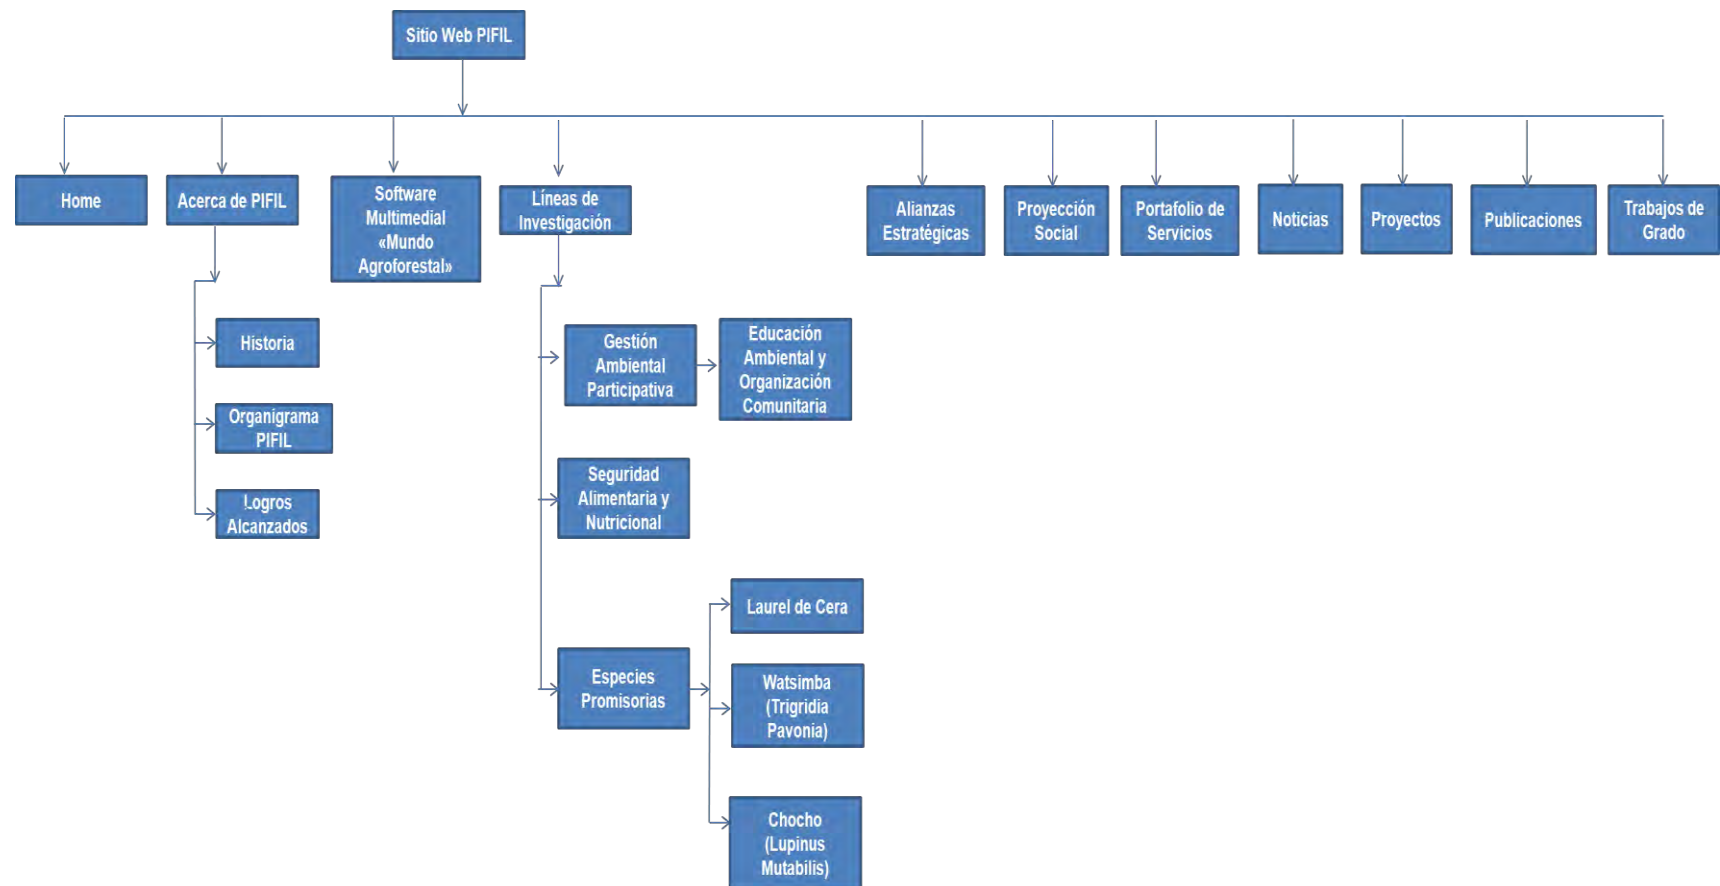 Sitio Web PIFIL
Home
Acerca de PIFIL
Software
Multimedial
«Mundo
Agroforestal»
Líneas de
Investigación
Alianzas
Estratégicas
Proyección
Social
Portafolio de
Servicios
Noticias
Proyectos
Publicaciones
Trabajos de
Grado
Historia
Organigrama
PIFIL
Logros
Alcanzados
Gestión
Ambiental
Participativa
Educación
Ambiental y
Organización
Comunitaria
Seguridad
Alimentaria y
Nutricional
Especies
Promisorias
Laurel de Cera
Watsimba
(Trigridia
Pavonia)
Chocho
(Lupinus
Mutabilis)